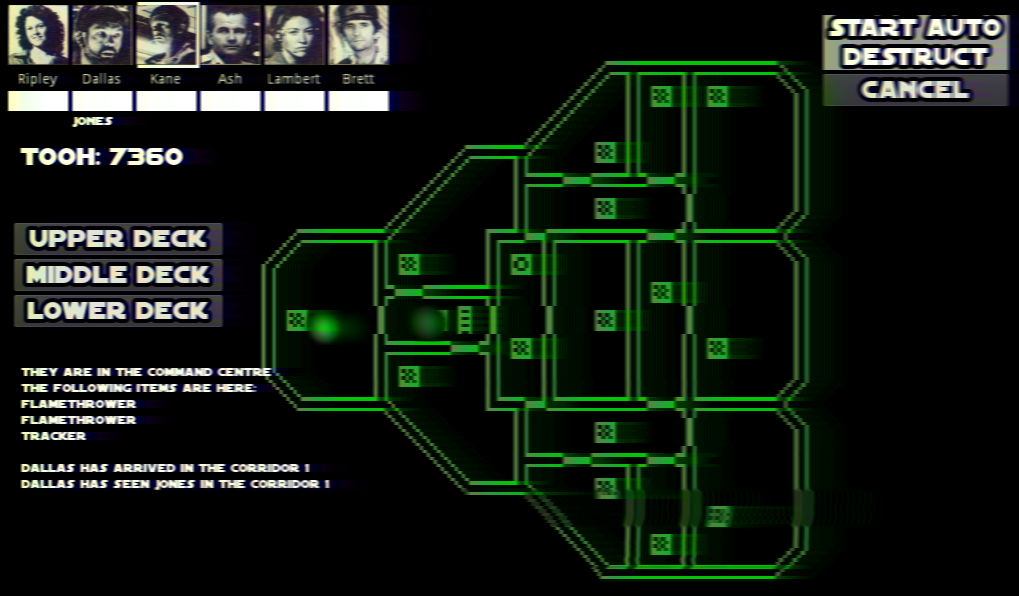 Ripley Dallas Kane Ash Lambert Brett
JONES
TOOH: 7360
UPPER DECK
MIDDLE DECK
LOWER DECK
THEY ARE IN THE COMMAND CENTRE.
THE FOLLOWING ITEMS ARE HERE:
FLAMETHROWER
FLAMETHROWER
TRACKER
DALLAS HAS ARRIVED IN THE CORRIDOR 1
DALLAS HAS SEEN JONES IN THE CORRIDOR 1
START AUTO
DESTRUCT
CANCEL